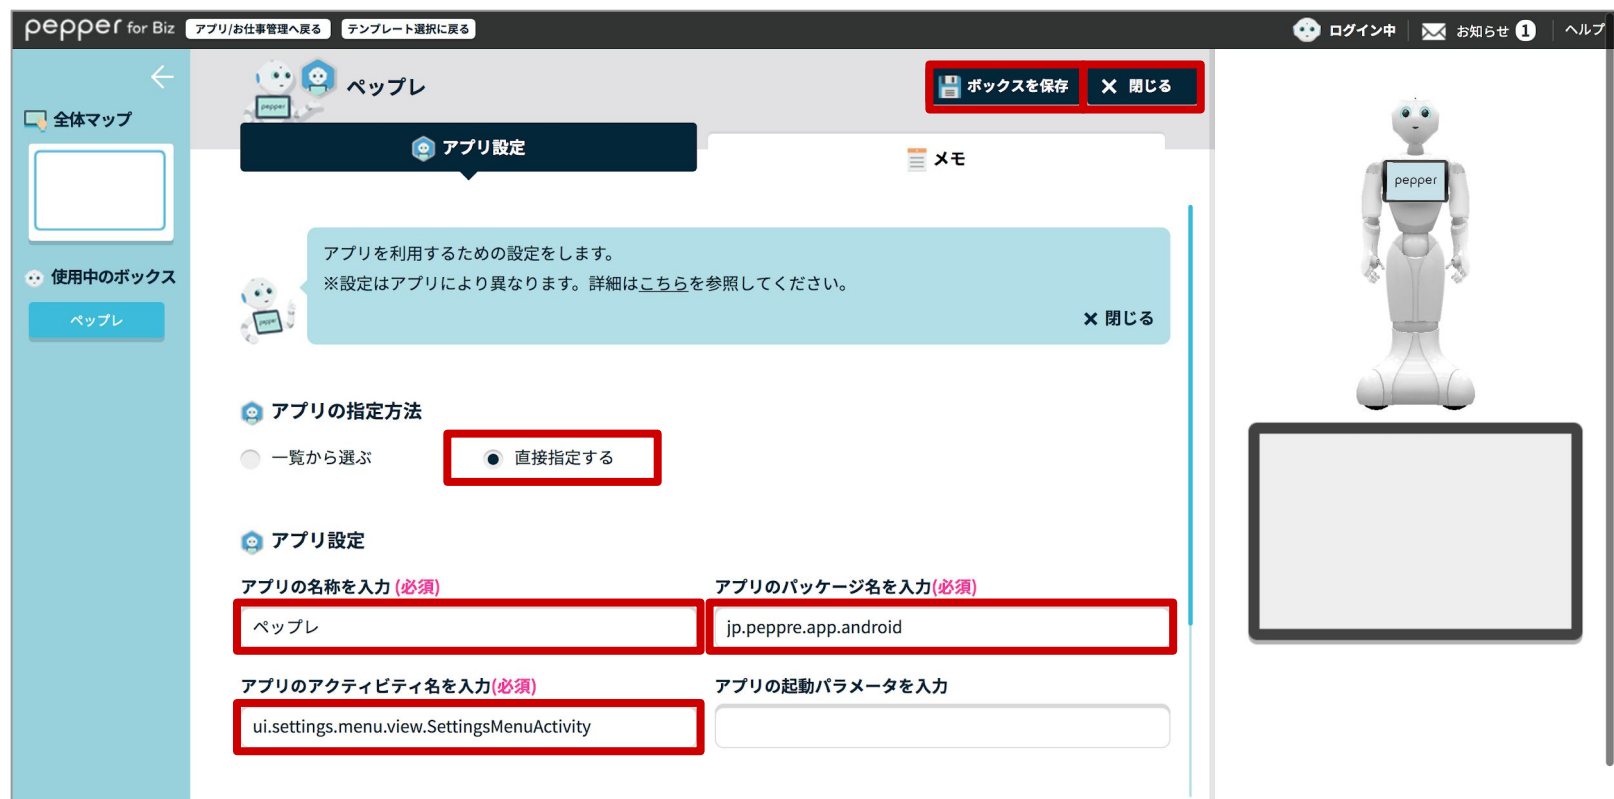 pepper for Biz アプリ/お仕事管理へ戻る テンプレート選択に戻る ログイン中 お知らせ 1 ヘルプ
全体マップ
使用中のボックス
ペップレ
pepper
ペップレ
ボックスを保存 × 閉じる
アプリ設定 メモ
アプリを利用するための設定をします。
※設定はアプリにより異なります。詳細はこちらを参照してください。
× 閉じる
pepper
アプリの指定方法
一覧から選ぶ 直接指定する
アプリ設定
アプリの名称を入力 (必須) アプリのパッケージ名を入力(必須)
ペップレ jp.peppre.app.android
アプリのアクティビティ名を入力(必須) アプリの起動パラメータを入力
ui.settings.menu.view.SettingsMenuActivity
pepper